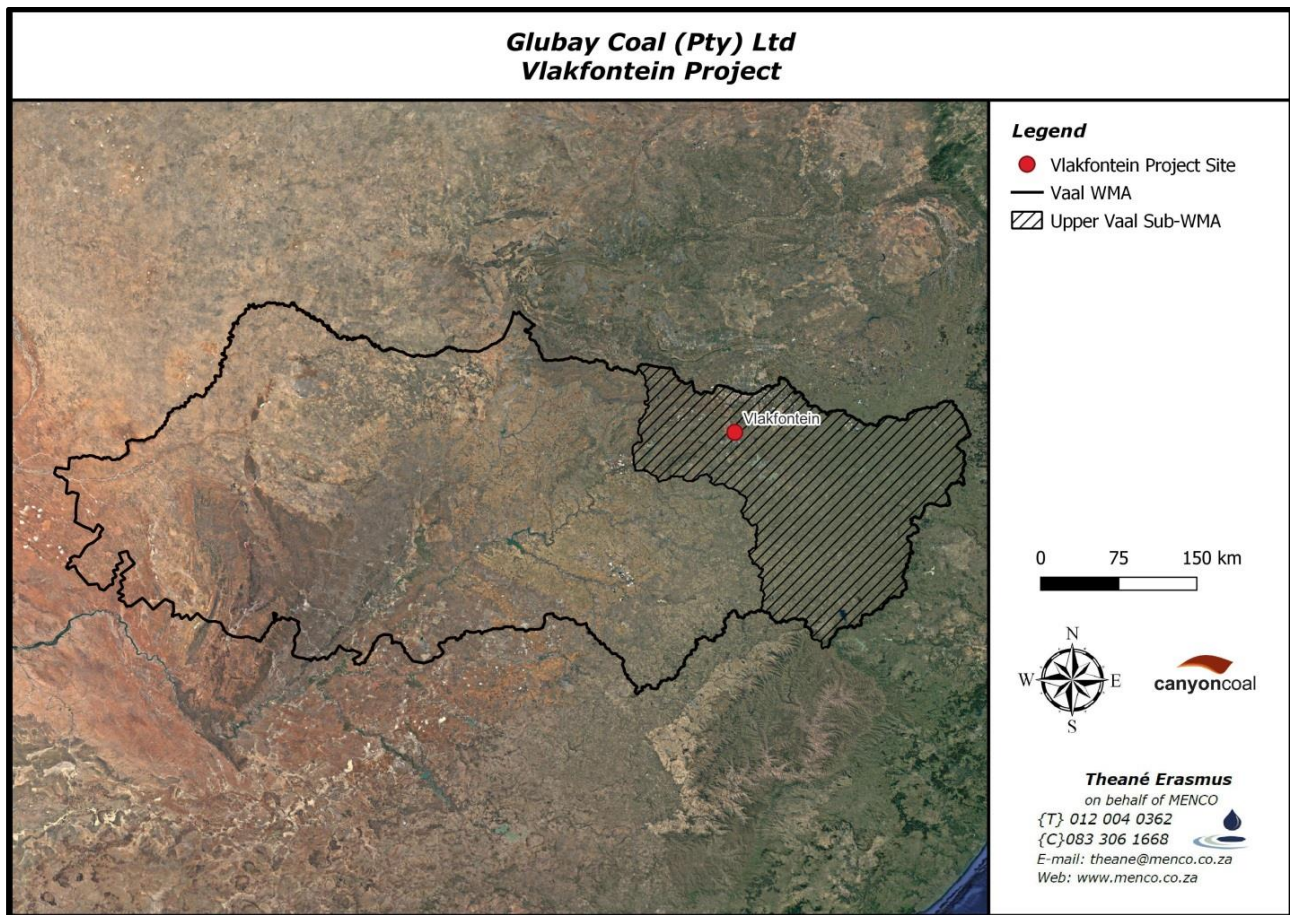 Glubay Coal (Pty) Ltd
Vlakfontein Project
Vlakfontein
Legend
Vlakfontein Project Site
Vaal WMA
Upper Vaal Sub-WMA
0 75 150 km
N
W E
S
canyoncoal
Theané Erasmus
on behalf of MENCO
{T} 012 004 0362
{C}083 306 1668
E-mail: theane@menco.co.za
Web: www.menco.co.za